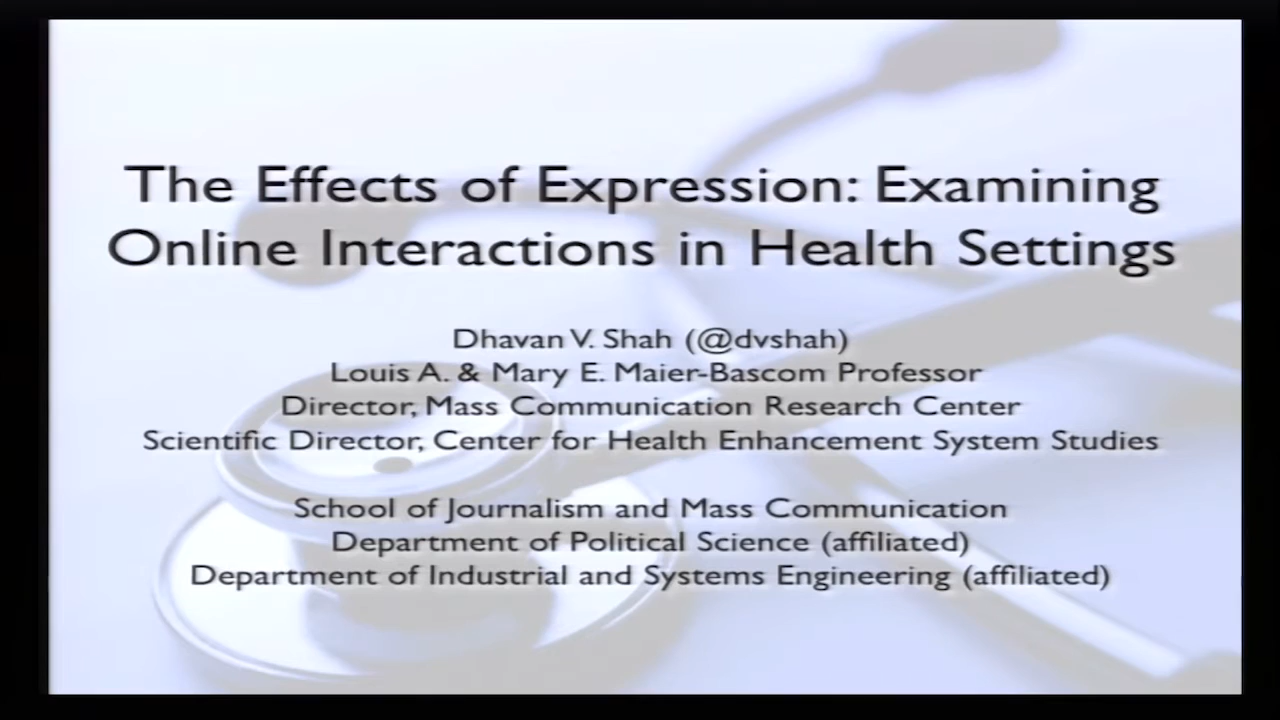 The Effects of Expression: Examining
Online Interactions in Health Settings
Dhavan V. Shah (@dvshah)
Louis A. & Mary E. Maier-Bascom Professor
Director, Mass Communication Research Center
Scientific Director, Center for Health Enhancement System Studies
School of Journalism and Mass Communication
Department of Political Science (affiliated)
Department of Industrial and Systems Engineering (affiliated)